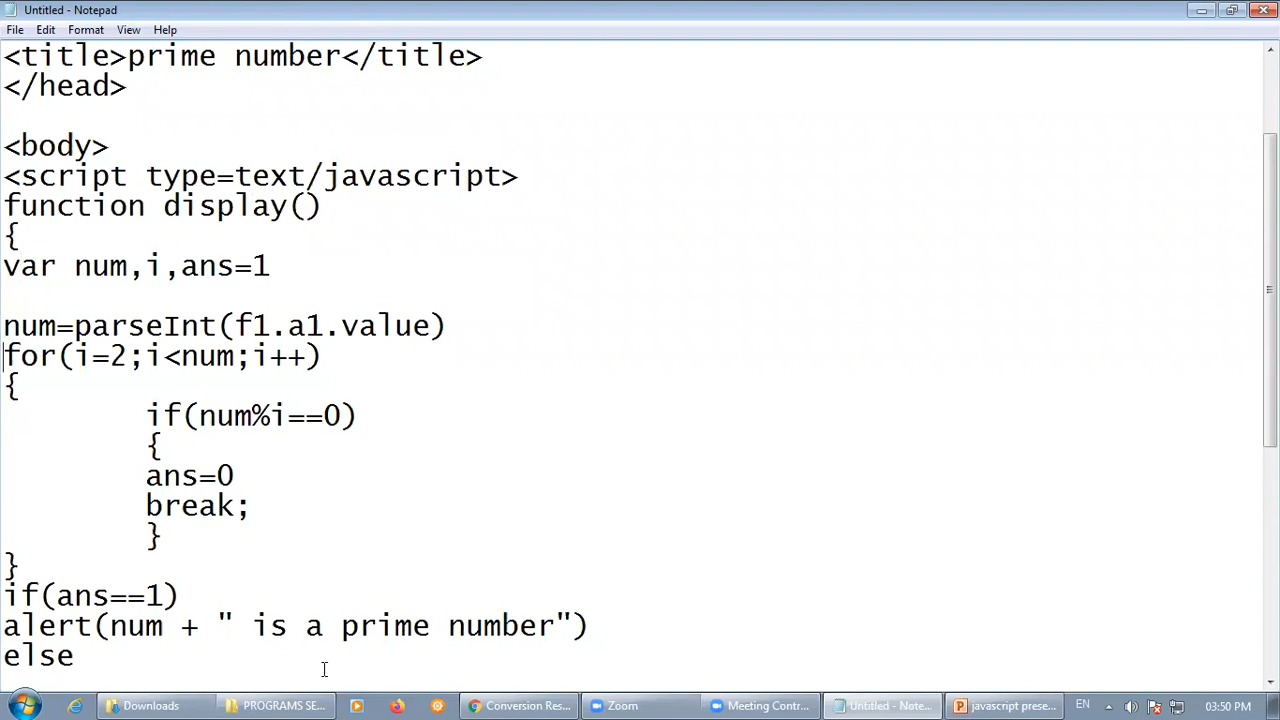 Untitled - Notepad
File Edit Format View Help
<title>prime number</title>
</head>
<body>
<script type=text/javascript>
function display()
{
var num,i,ans=1
num=parseInt(f1.a1.value)
for(i=2;i<num;i++)
{
if(num%i==0)
{
ans=0
break;
}
}
if(ans==1)
alert(num + " is a prime number")
else
Downloads PROGRAMS SE... Conversion Res... Zoom Meeting Contr... Untitled - Note... javascript prese... EN 03:50 PM